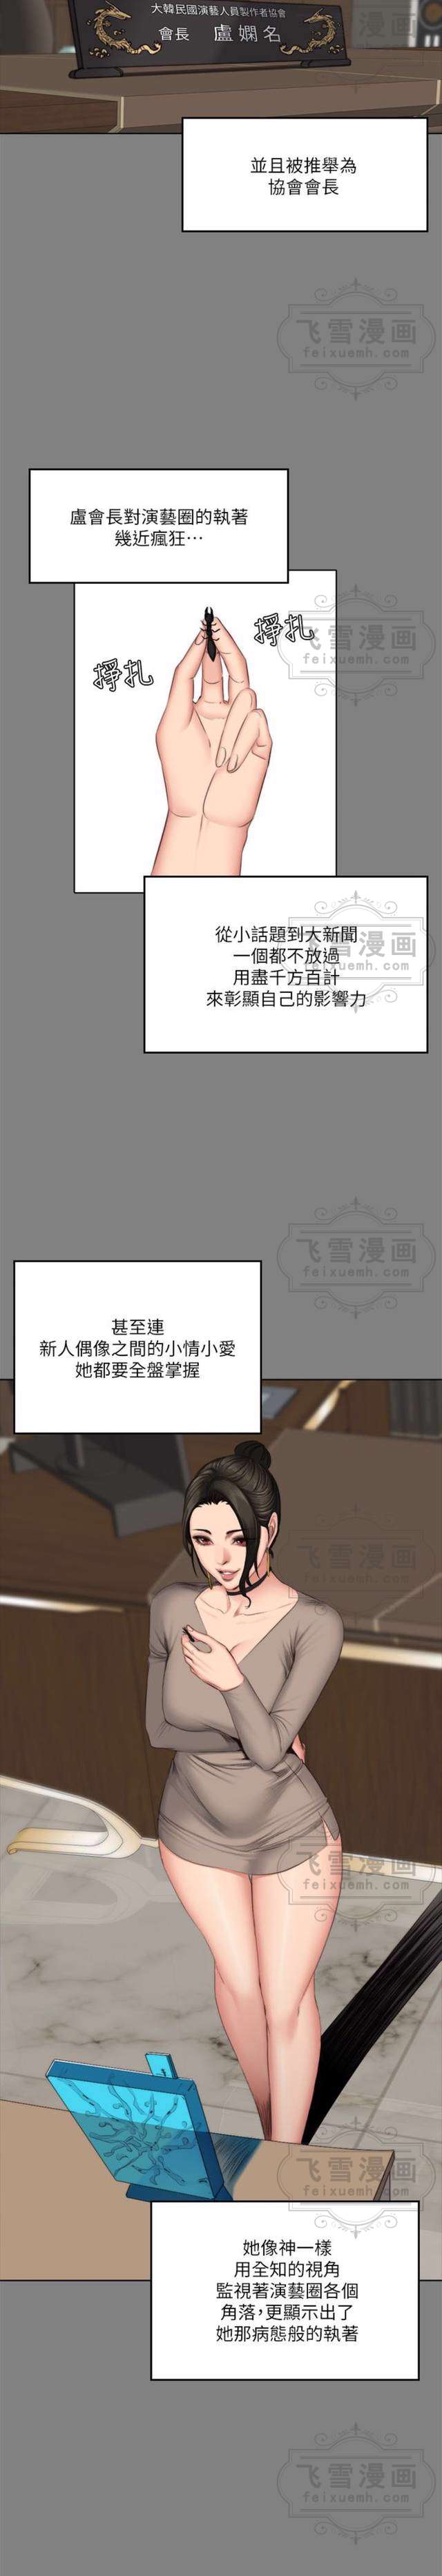 大韓民國演藝人員製作者協會
會長 盧嫻名
並且被推舉為
協會會長
飞雪漫画
feixuemh.com
盧會長對演藝圈的執著
幾近瘋狂…
掙扎
掙扎
飞雪漫画
feixuemh.com
從小話題到大新聞
一個都不放過
用盡千方百計
來彰顯自己的影響力
飞雪漫画
feixuemh.com
飞雪漫画
feixuemh.com
甚至連
新人偶像之間的小情小愛
她都要全盤掌握
飞雪漫画
feixuemh.com
飞雪漫画
feixuemh.com
飞雪漫画
feixuemh.com
她像神一樣
用全知的視角
監視著演藝圈各個
角落,更顯示出了
她那病態般的執著
飞雪漫画
feixuemh.com